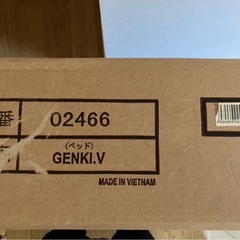 番 02466
(ベッド)
GENKI.V
MADE IN VIETNAM